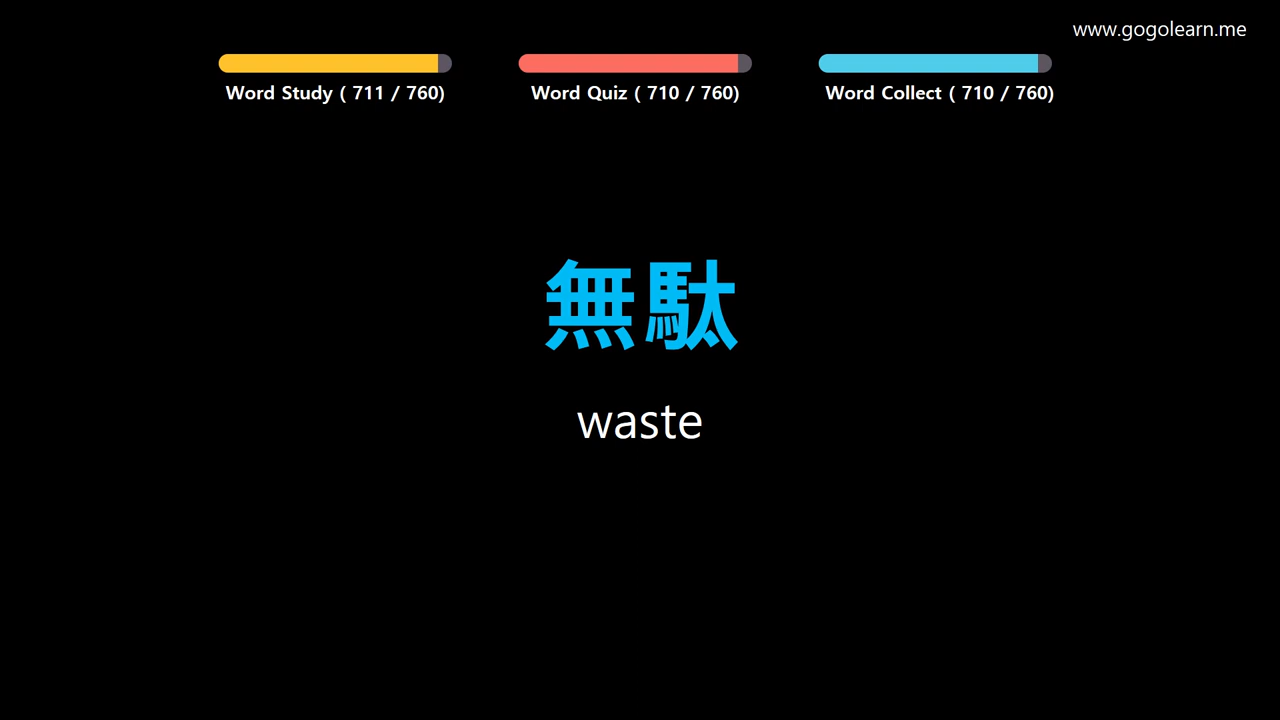 www.gogolearn.me
Word Study ( 711 / 760)
Word Quiz ( 710 / 760)
Word Collect ( 710 / 760)
無駄
waste